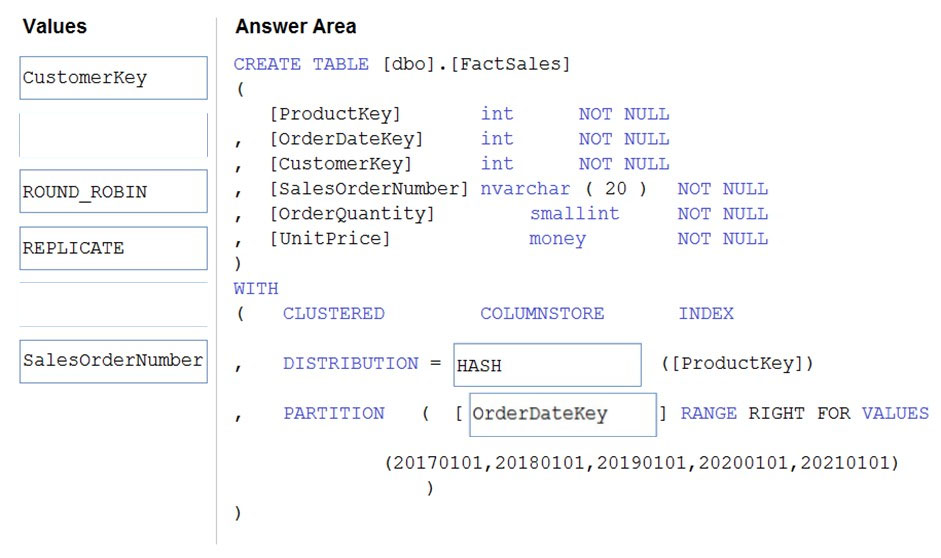 Values
CustomerKey
ROUND_ROBIN
REPLICATE
SalesOrderNumber
Answer Area
CREATE TABLE [dbo].[FactSales]
(
[ProductKey] int NOT NULL
, [OrderDateKey] int NOT NULL
, [CustomerKey] int NOT NULL
, [SalesOrderNumber] nvarchar ( 20 ) NOT NULL
, [OrderQuantity] smallint NOT NULL
, [UnitPrice] money NOT NULL
)
WITH
( CLUSTERED COLUMNSTORE INDEX
, DISTRIBUTION = HASH ([ProductKey])
, PARTITION ( [ OrderDateKey ] RANGE RIGHT FOR VALUES
(20170101,20180101,20190101,20200101,20210101)
)
)